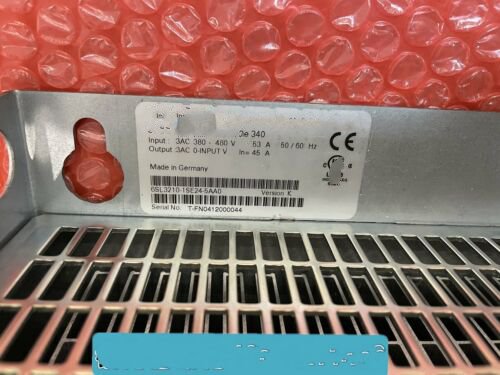 340
Input : 3AC 380 - 480 V 53 A 50 / 60 Hz
Output :3AC 0-INPUT V In= 45 A
CE
Made in Germany
6SL3210-1SE24-5AA0 Version K
Serial No. T-FN0412000044